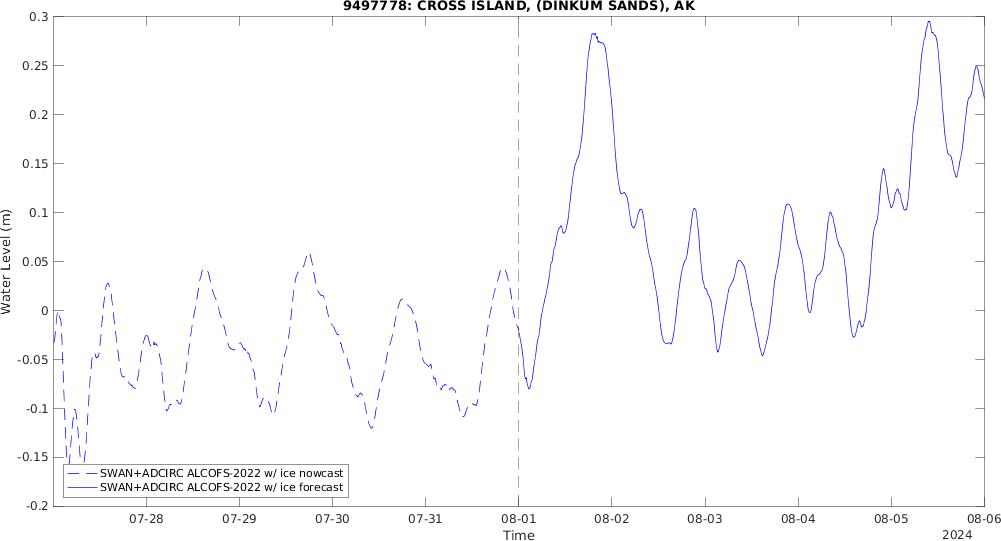 9497778: CROSS ISLAND, (DINKUM SANDS), AK
0.3
0.25
0.2
0.15
0.1
0.05
0
-0.05
-0.1
-0.15
-0.2
Water Level (m)
SWAN+ADCIRC ALCOFS-2022 w/ ice nowcast
SWAN+ADCIRC ALCOFS-2022 w/ ice forecast
07-28 07-29 07-30 07-31 08-01 08-02 08-03 08-04 08-05 08-06
Time
2024